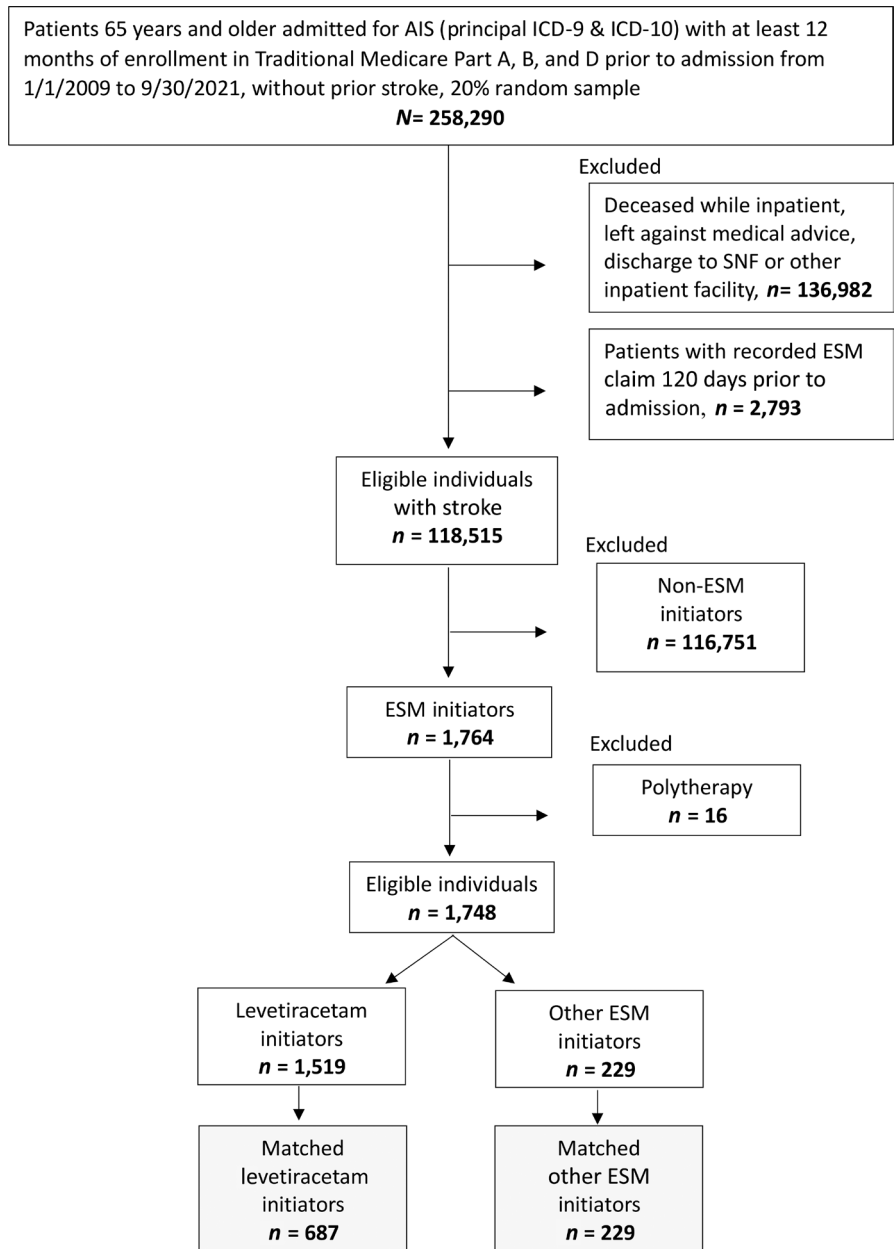 Patients 65 years and older admitted for AIS (principal ICD-9 & ICD-10) with at least 12
months of enrollment in Traditional Medicare Part A, B, and D prior to admission from
1/1/2009 to 9/30/2021, without prior stroke, 20% random sample
N= 258,290
Excluded
Deceased while inpatient,
left against medical advice,
discharge to SNF or other
inpatient facility, n= 136,982
Patients with recorded ESM
claim 120 days prior to
admission, n = 2,793
Eligible individuals
with stroke
n = 118,515
Excluded
Non-ESM
initiators
n = 116,751
ESM initiators
n = 1,764
Excluded
Polytherapy
n = 16
Eligible individuals
n = 1,748
Levetiracetam
initiators
n = 1,519
Other ESM
initiators
n = 229
Matched
levetiracetam
initiators
n = 687
Matched
other ESM
initiators
n = 229